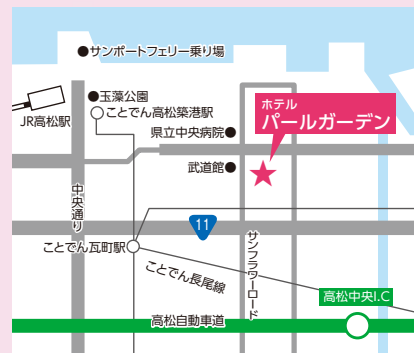 サンポートフェリー乗り場
玉藻公園
ことでん高松築港駅
JR高松駅
ホテル
パールガーデン
県立中央病院
武道館
中央通り
11
ことでん瓦町駅
サンフラワーロード
ことでん長尾線
高松中央I.C
高松自動車道